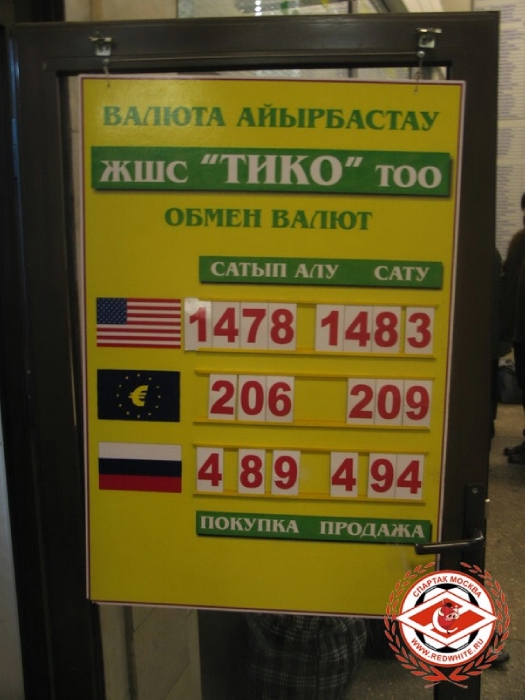 ВАЛЮТА АЙЫРБАСТАУ
ЖШС "ТИКО" ТОО
ОБМЕН ВАЛЮТ
САТЫП АЛУ САТУ
1478 1483
€ 206 209
4 89 4 94
ПОКУПКА ПРОДАЖА
СПАРТАК МОСКВА
WWW.REDWHITE.RU